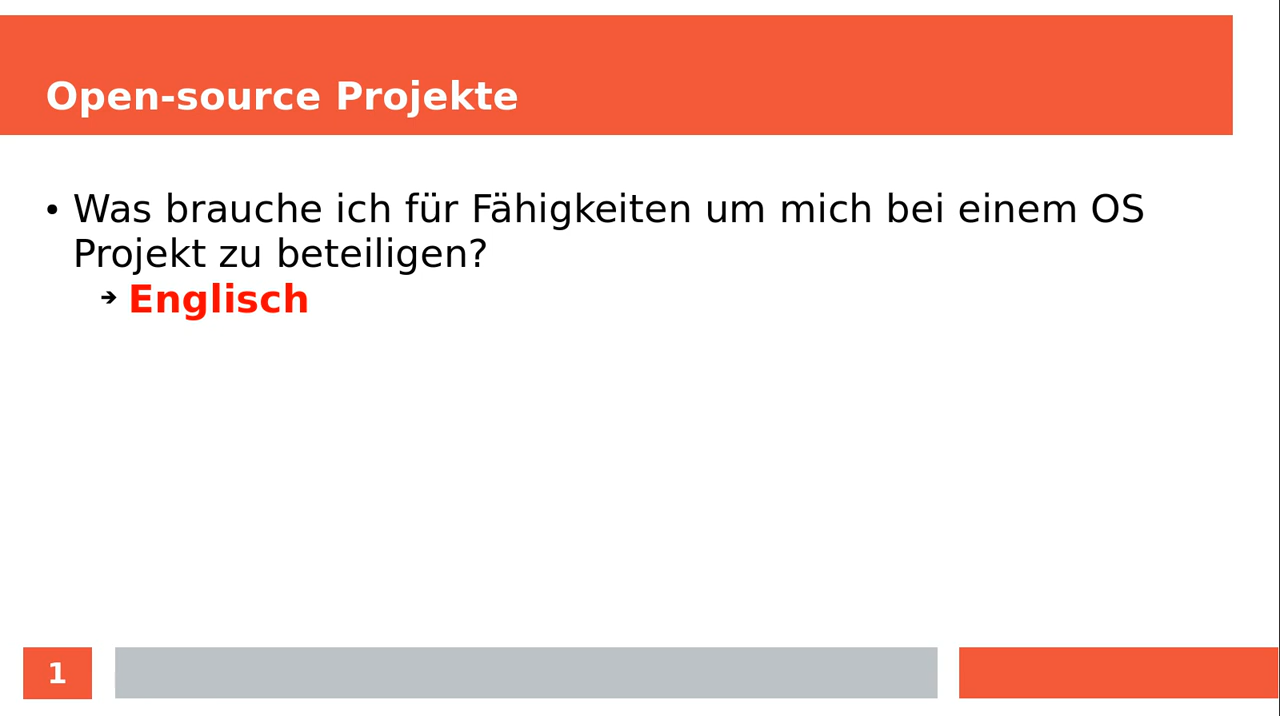 Open-source Projekte
• Was brauche ich für Fähigkeiten um mich bei einem OS
Projekt zu beteiligen?
➔ Englisch
1